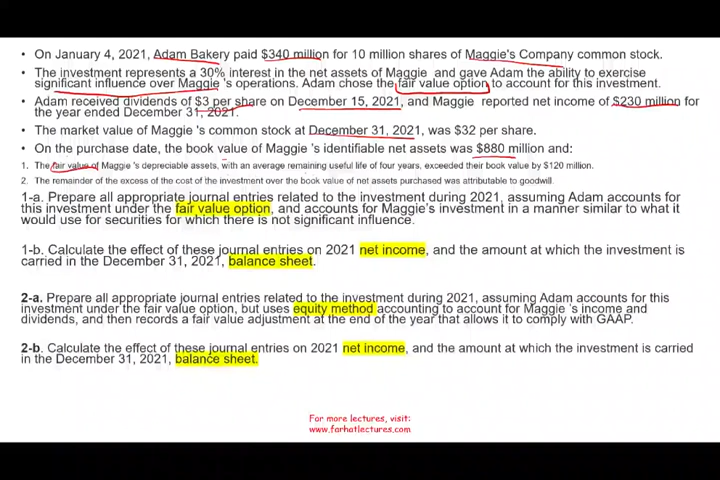 • On January 4, 2021, Adam Bakery paid $340 million for 10 million shares of Maggie's Company common stock.
• The investment represents a 30% interest in the net assets of Maggie and gave Adam the ability to exercise
significant influence over Maggie 's operations. Adam chose the fair value option to account for this investment.
• Adam received dividends of $3 per share on December 15, 2021, and Maggie reported net income of $230 million for
the year ended December 31, 2021.
• The market value of Maggie 's common stock at December 31, 2021, was $32 per share.
• On the purchase date, the book value of Maggie 's identifiable net assets was $880 million and:
1. The fair value of Maggie 's depreciable assets, with an average remaining useful life of four years, exceeded their book value by $120 million.
2. The remainder of the excess of the cost of the investment over the book value of net assets purchased was attributable to goodwill.
1-a. Prepare all appropriate journal entries related to the investment during 2021, assuming Adam accounts for
this investment under the fair value option, and accounts for Maggie's investment in a manner similar to what it
would use for securities for which there is not significant influence.
1-b. Calculate the effect of these journal entries on 2021 net income, and the amount at which the investment is
carried in the December 31, 2021, balance sheet.
2-a. Prepare all appropriate journal entries related to the investment during 2021, assuming Adam accounts for this
investment under the fair value option, but uses equity method accounting to account for Maggie 's income and
dividends, and then records a fair value adjustment at the end of the year that allows it to comply with GAAP.
2-b. Calculate the effect of these journal entries on 2021 net income, and the amount at which the investment is carried
in the December 31, 2021, balance sheet.
For more lectures, visit:
www.farhatlectures.com